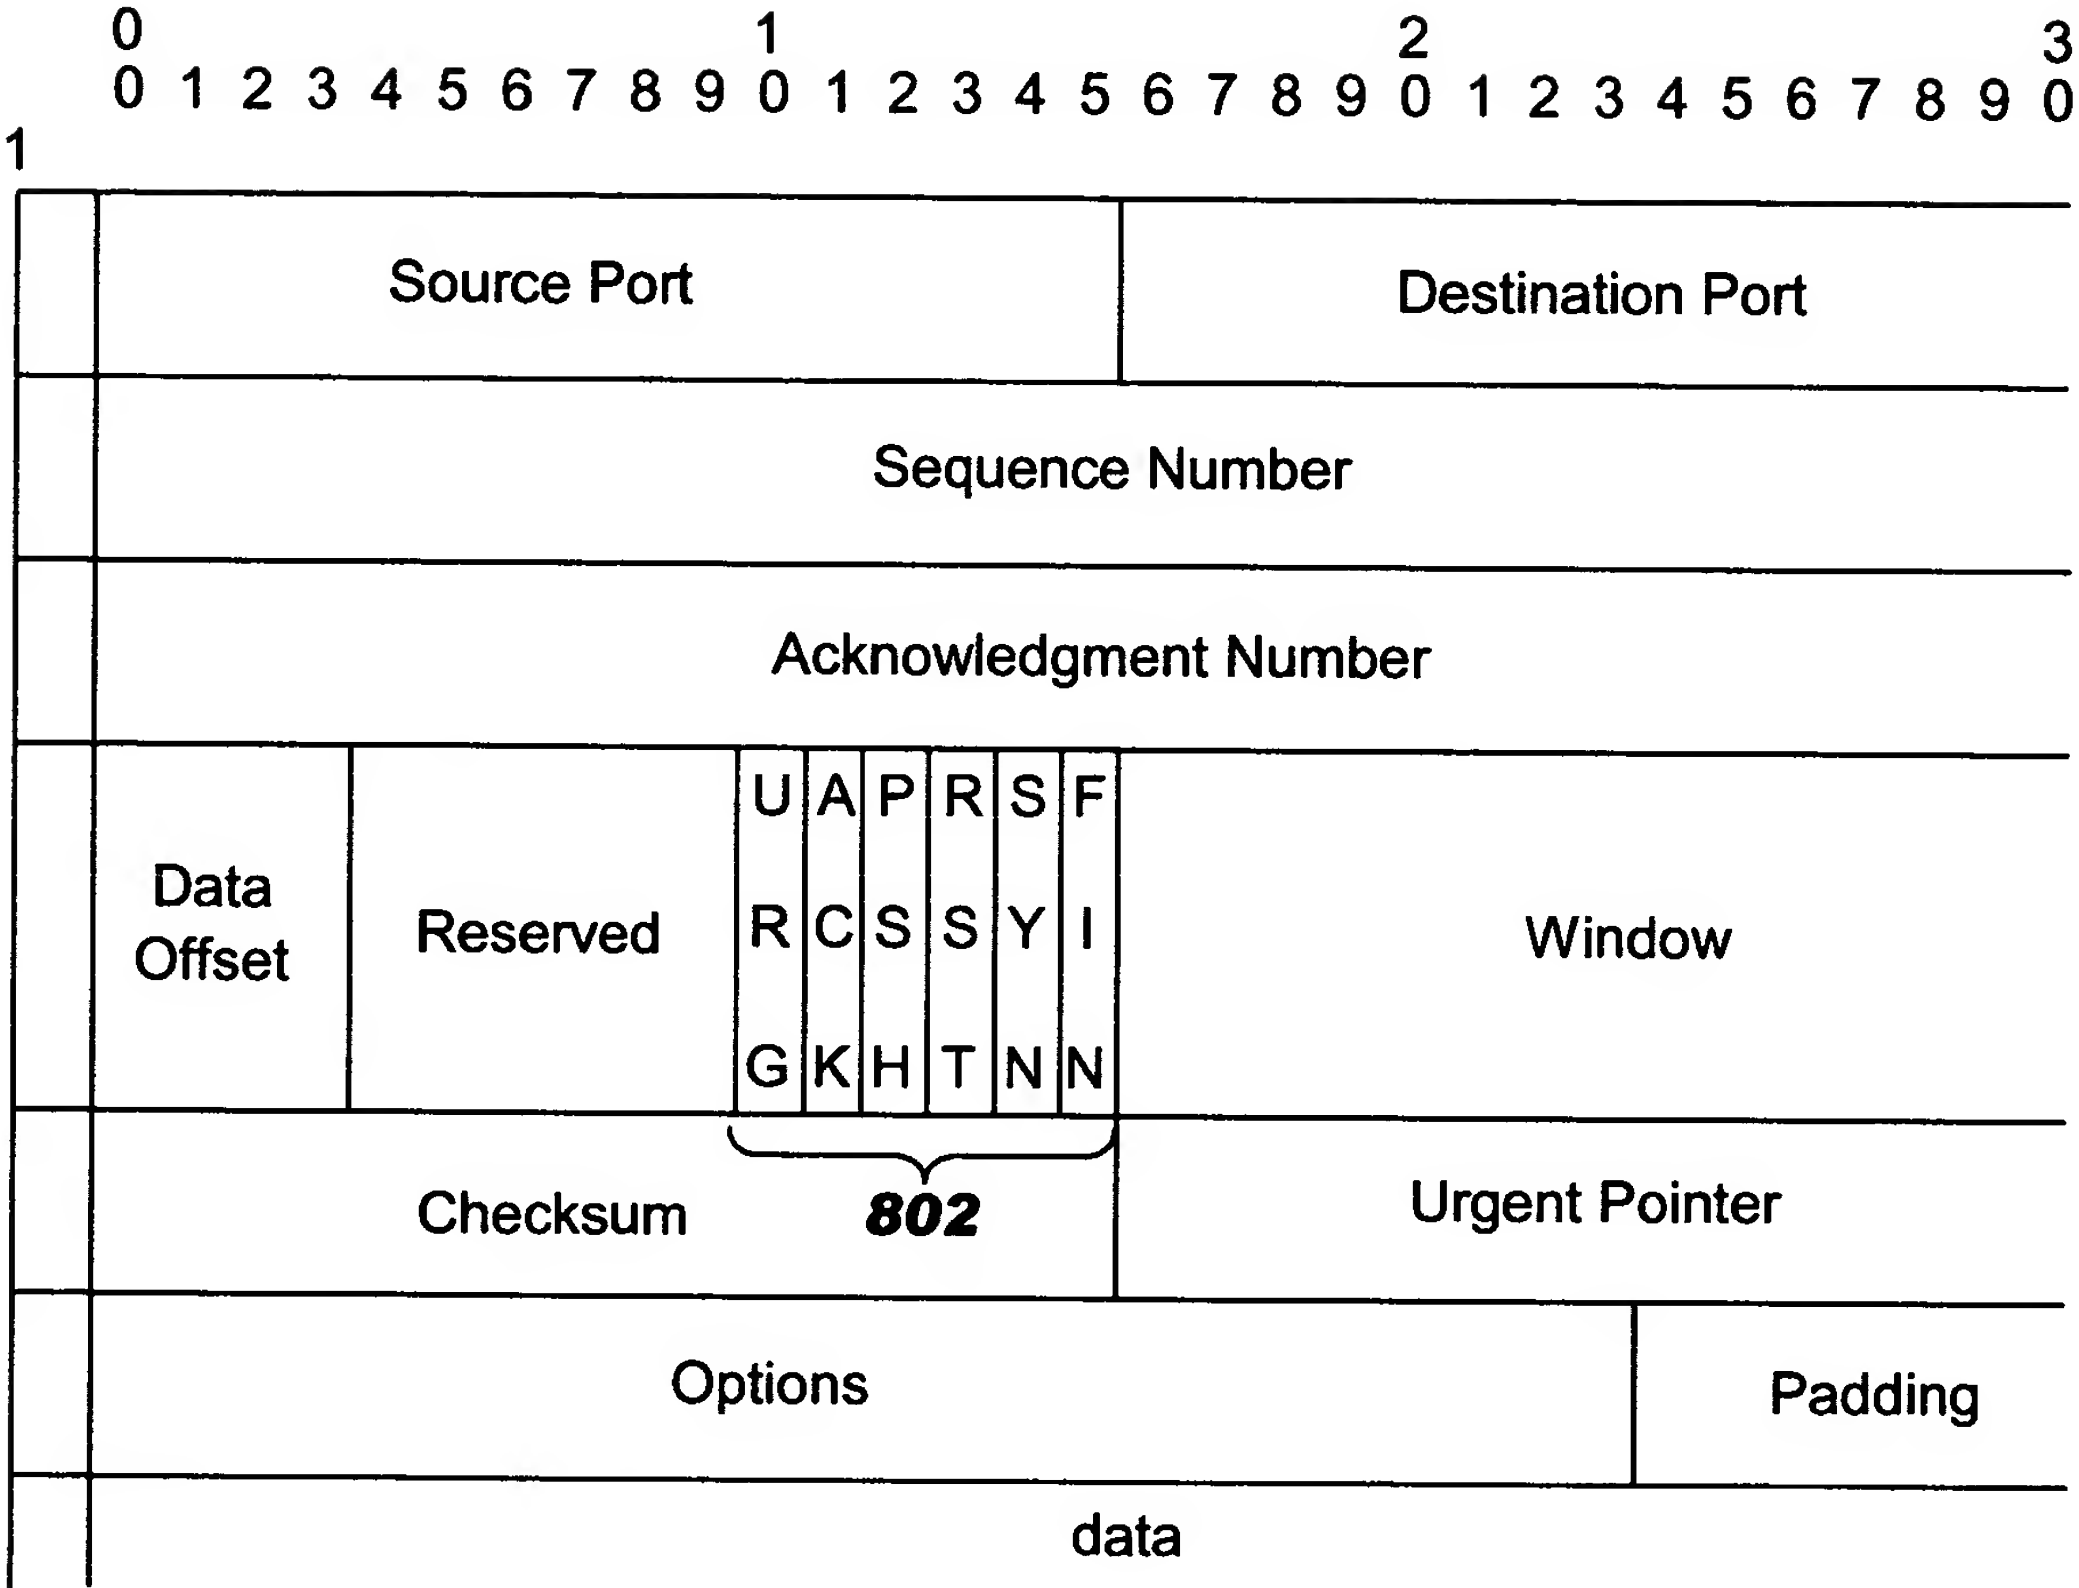 0 1 2 3
0 1 2 3 4 5 6 7 8 9 0 1 2 3 4 5 6 7 8 9 0 1 2 3 4 5 6 7 8 9 0
1
Source Port Destination Port
Sequence Number
Acknowledgment Number
U A P R S F
Data
Offset Reserved R C S S Y I Window
G K H T N N
Checksum 802 Urgent Pointer
Options Padding
data